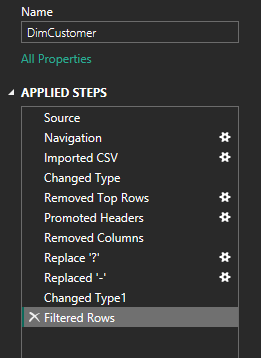 Name
DimCustomer
All Properties
APPLIED STEPS
Source
Navigation
Imported CSV
Changed Type
Removed Top Rows
Promoted Headers
Removed Columns
Replace '?'
Replaced '-'
Changed Type1
Filtered Rows